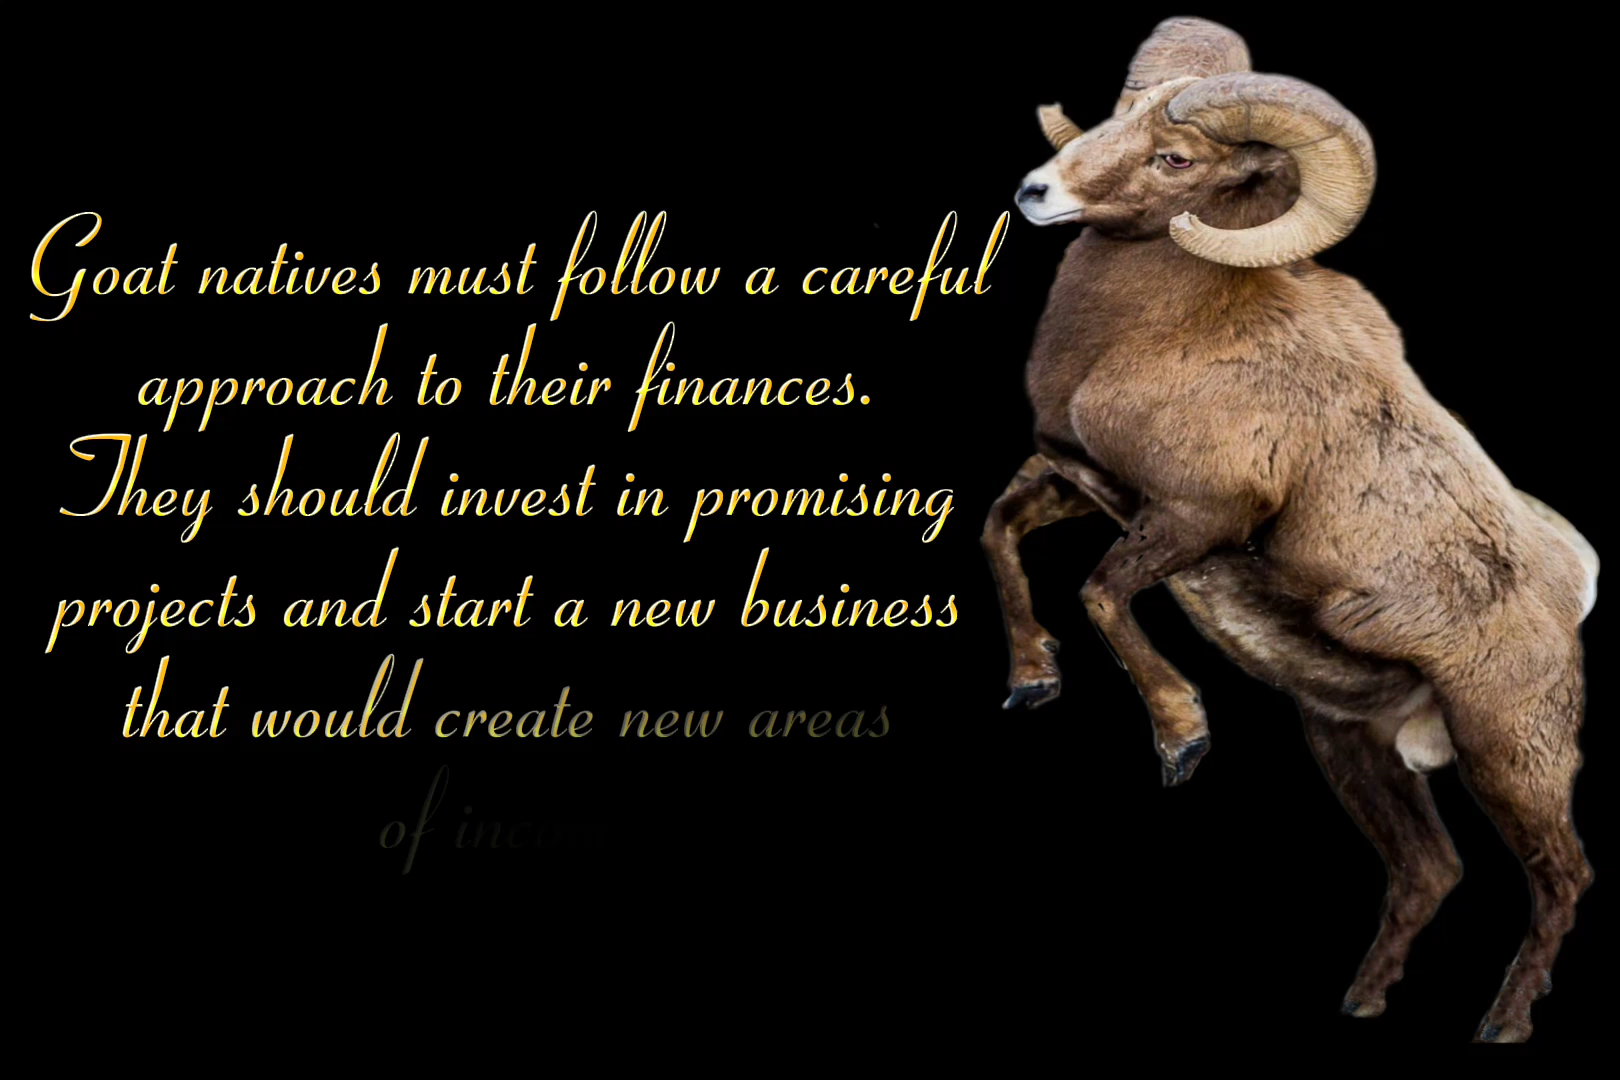 Goat natives must follow a careful
approach to their finances.
They should invest in promising
projects and start a new business
that would create new areas
of